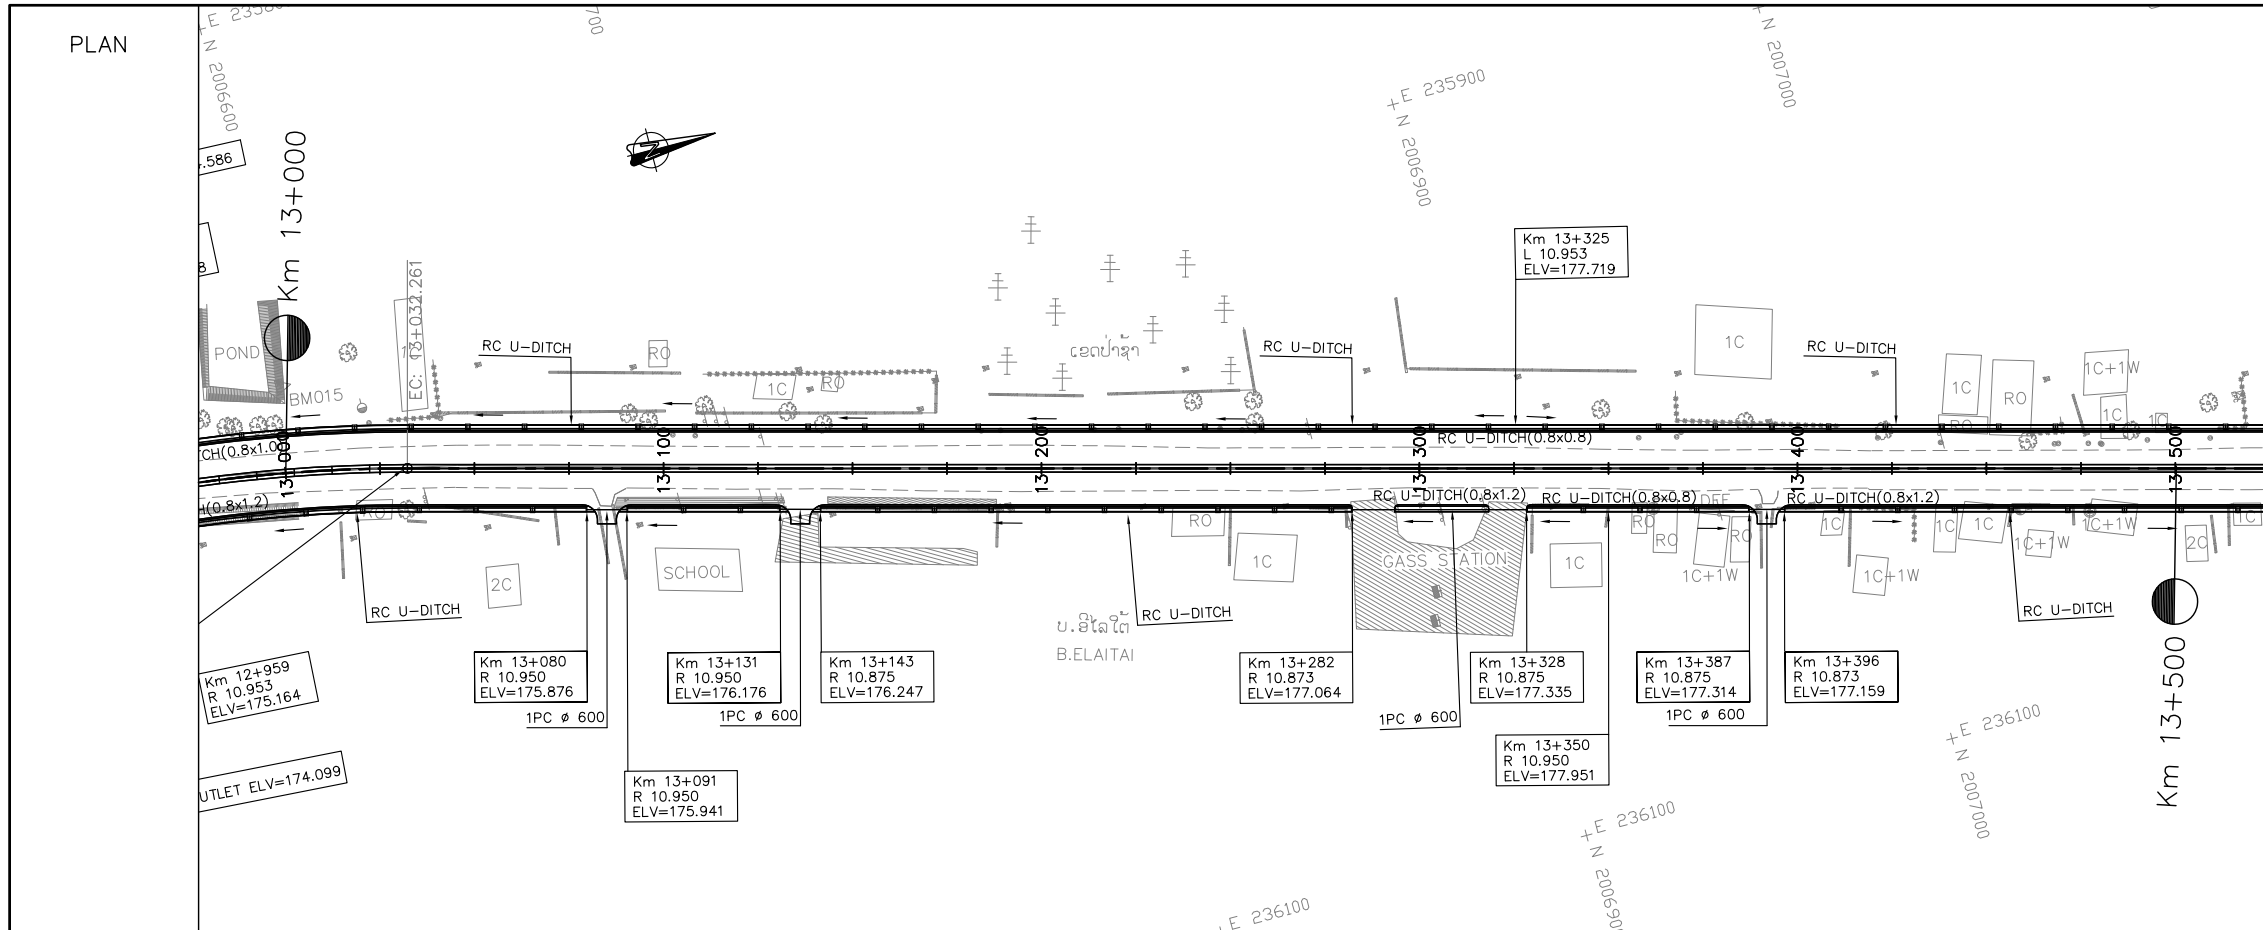 PLAN
+E 23580
N 2006600
700
+E 235900
N 2006900
N 2007000
.586
8
Km 13+000
EC: 13+032.261
POND
BM015
RC U-DITCH
RO
1C
RO
ເຂດປ່າຊ້າ
RC U-DITCH
Km 13+325
L 10.953
ELV=177.719
1C
RC U-DITCH
1C
RO
RO
1C+1W
1C
1C
CH(0.8x1.0)
RC U-DITCH(0.8x0.8)
13+000
13+100
13+200
13+300
13+400
13+500
(0.8x1.2)
RC U-DITCH(0.8x1.2)
RC U-DITCH(0.8x0.8)
RC U-DITCH(0.8x1.2)
RO
2C
SCHOOL
RO
1C
GASS STATION
1C
RO
RO
RO
1C+1W
1C
1C+1W
1C
1C
1C+1W
1C+1W
2C
1C
RC U-DITCH
ບ.ອີໄລໃຕ້
B.ELAITAI
RC U-DITCH
RC U-DITCH
Km 12+959
R 10.953
ELV=175.164
Km 13+080
R 10.950
ELV=175.876
1PC ø 600
Km 13+131
R 10.950
ELV=176.176
1PC ø 600
Km 13+143
R 10.875
ELV=176.247
Km 13+282
R 10.873
ELV=177.064
1PC ø 600
Km 13+328
R 10.875
ELV=177.335
Km 13+387
R 10.875
ELV=177.314
1PC ø 600
Km 13+396
R 10.873
ELV=177.159
Km 13+350
R 10.950
ELV=177.951
Km 13+091
R 10.950
ELV=175.941
UTLET ELV=174.099
Km 13+500
+E 236100
N 2007000
+E 236100
N 200690
+E 236100